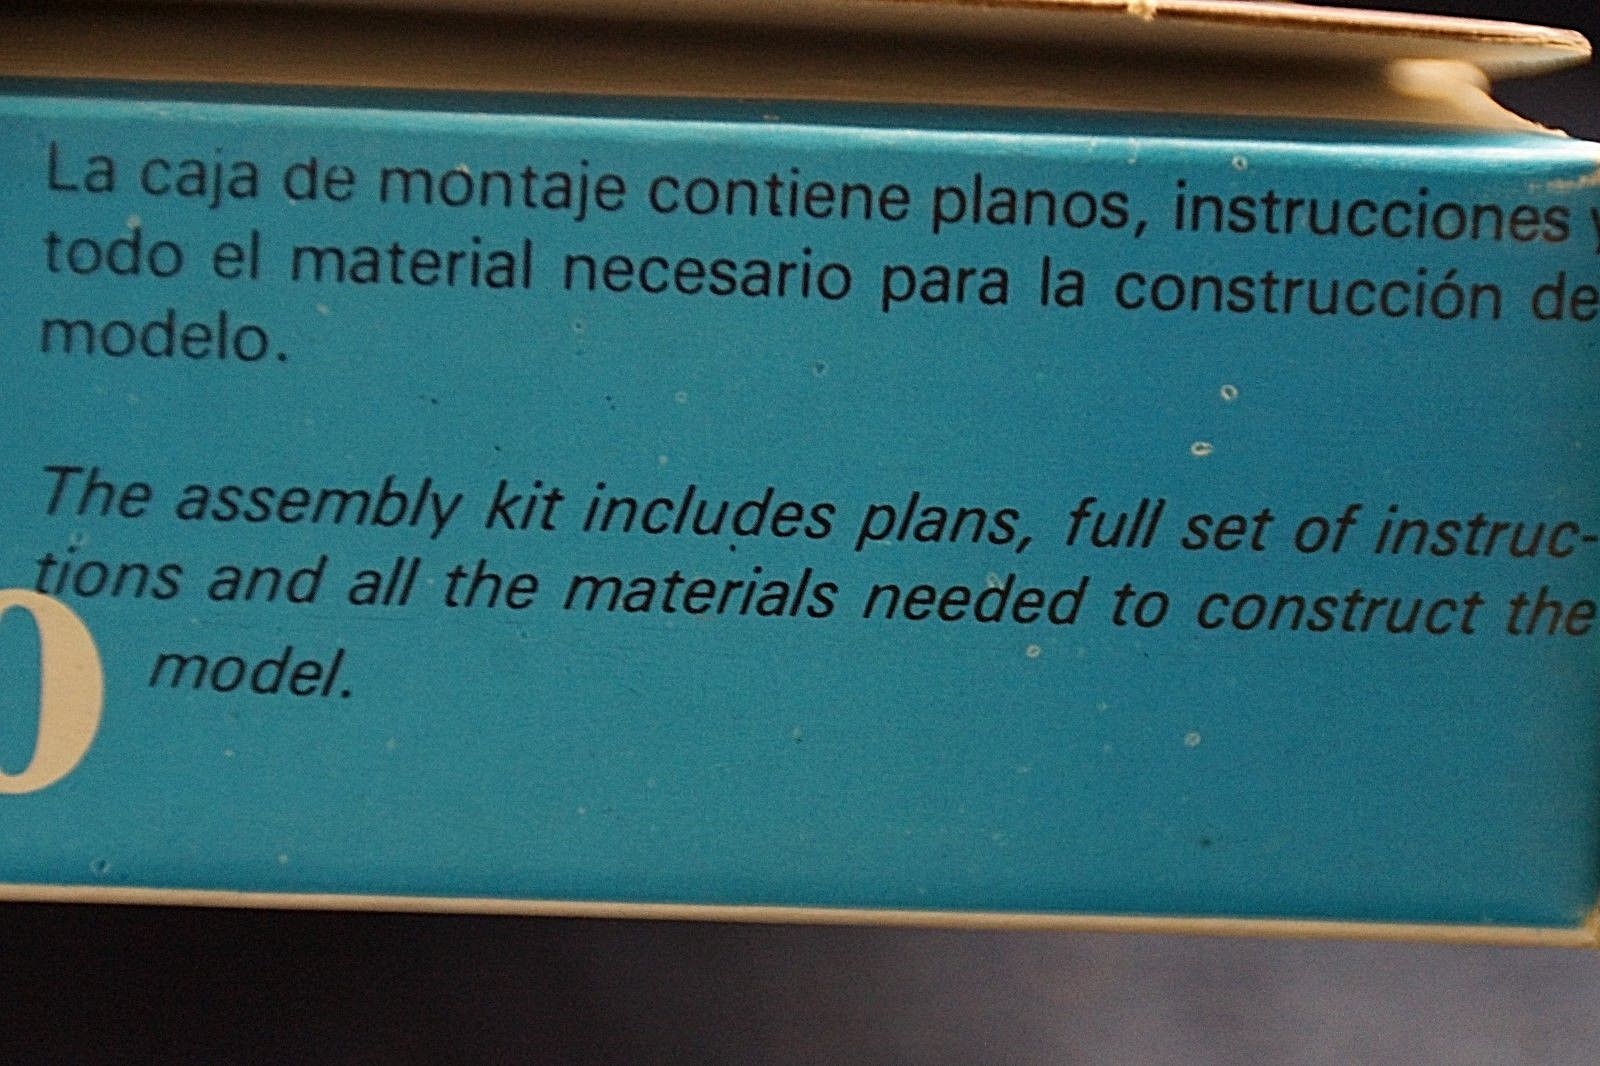 La caja de montaje contiene planos, instrucciones y
todo el material necesario para la construcción de
modelo.
The assembly kit includes plans, full set of instruc-
tions and all the materials needed to construct the
model.